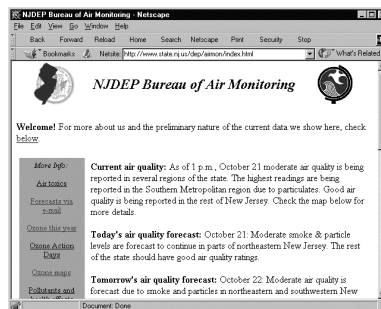 NJDEP Bureau of Air Monitoring - Netscape
File Edit View Go Window Help
Back Forward Reload Home Search Netscape Print Security Stop
Bookmarks Netsite: http://www.state.nj.us/dep/airmon/index.html What's Related
NJDEP Bureau of Air Monitoring
Welcome! For more about us and the preliminary nature of the current data we show here, check
below.
More Info:
Air toxics
Forecasts via
e-mail
Ozone this year
Ozone Action
Days
Ozone maps
Pollutants and
health effects
Current air quality: As of 1 p.m., October 21 moderate air quality is being
reported in several regions of the state. The highest readings are being
reported in the Southern Metropolitan region due to particulates. Good air
quality is being reported in the rest of New Jersey. Check the map below for
more details.
Today's air quality forecast: October 21: Moderate smoke & particle
levels are forecast to continue in parts of northeastern New Jersey. The rest
of the state should have good air quality ratings.
Tomorrow's air quality forecast: October 22: Moderate air quality is
forecast due to smoke and particles in northeastern and southwestern New
Document: Done